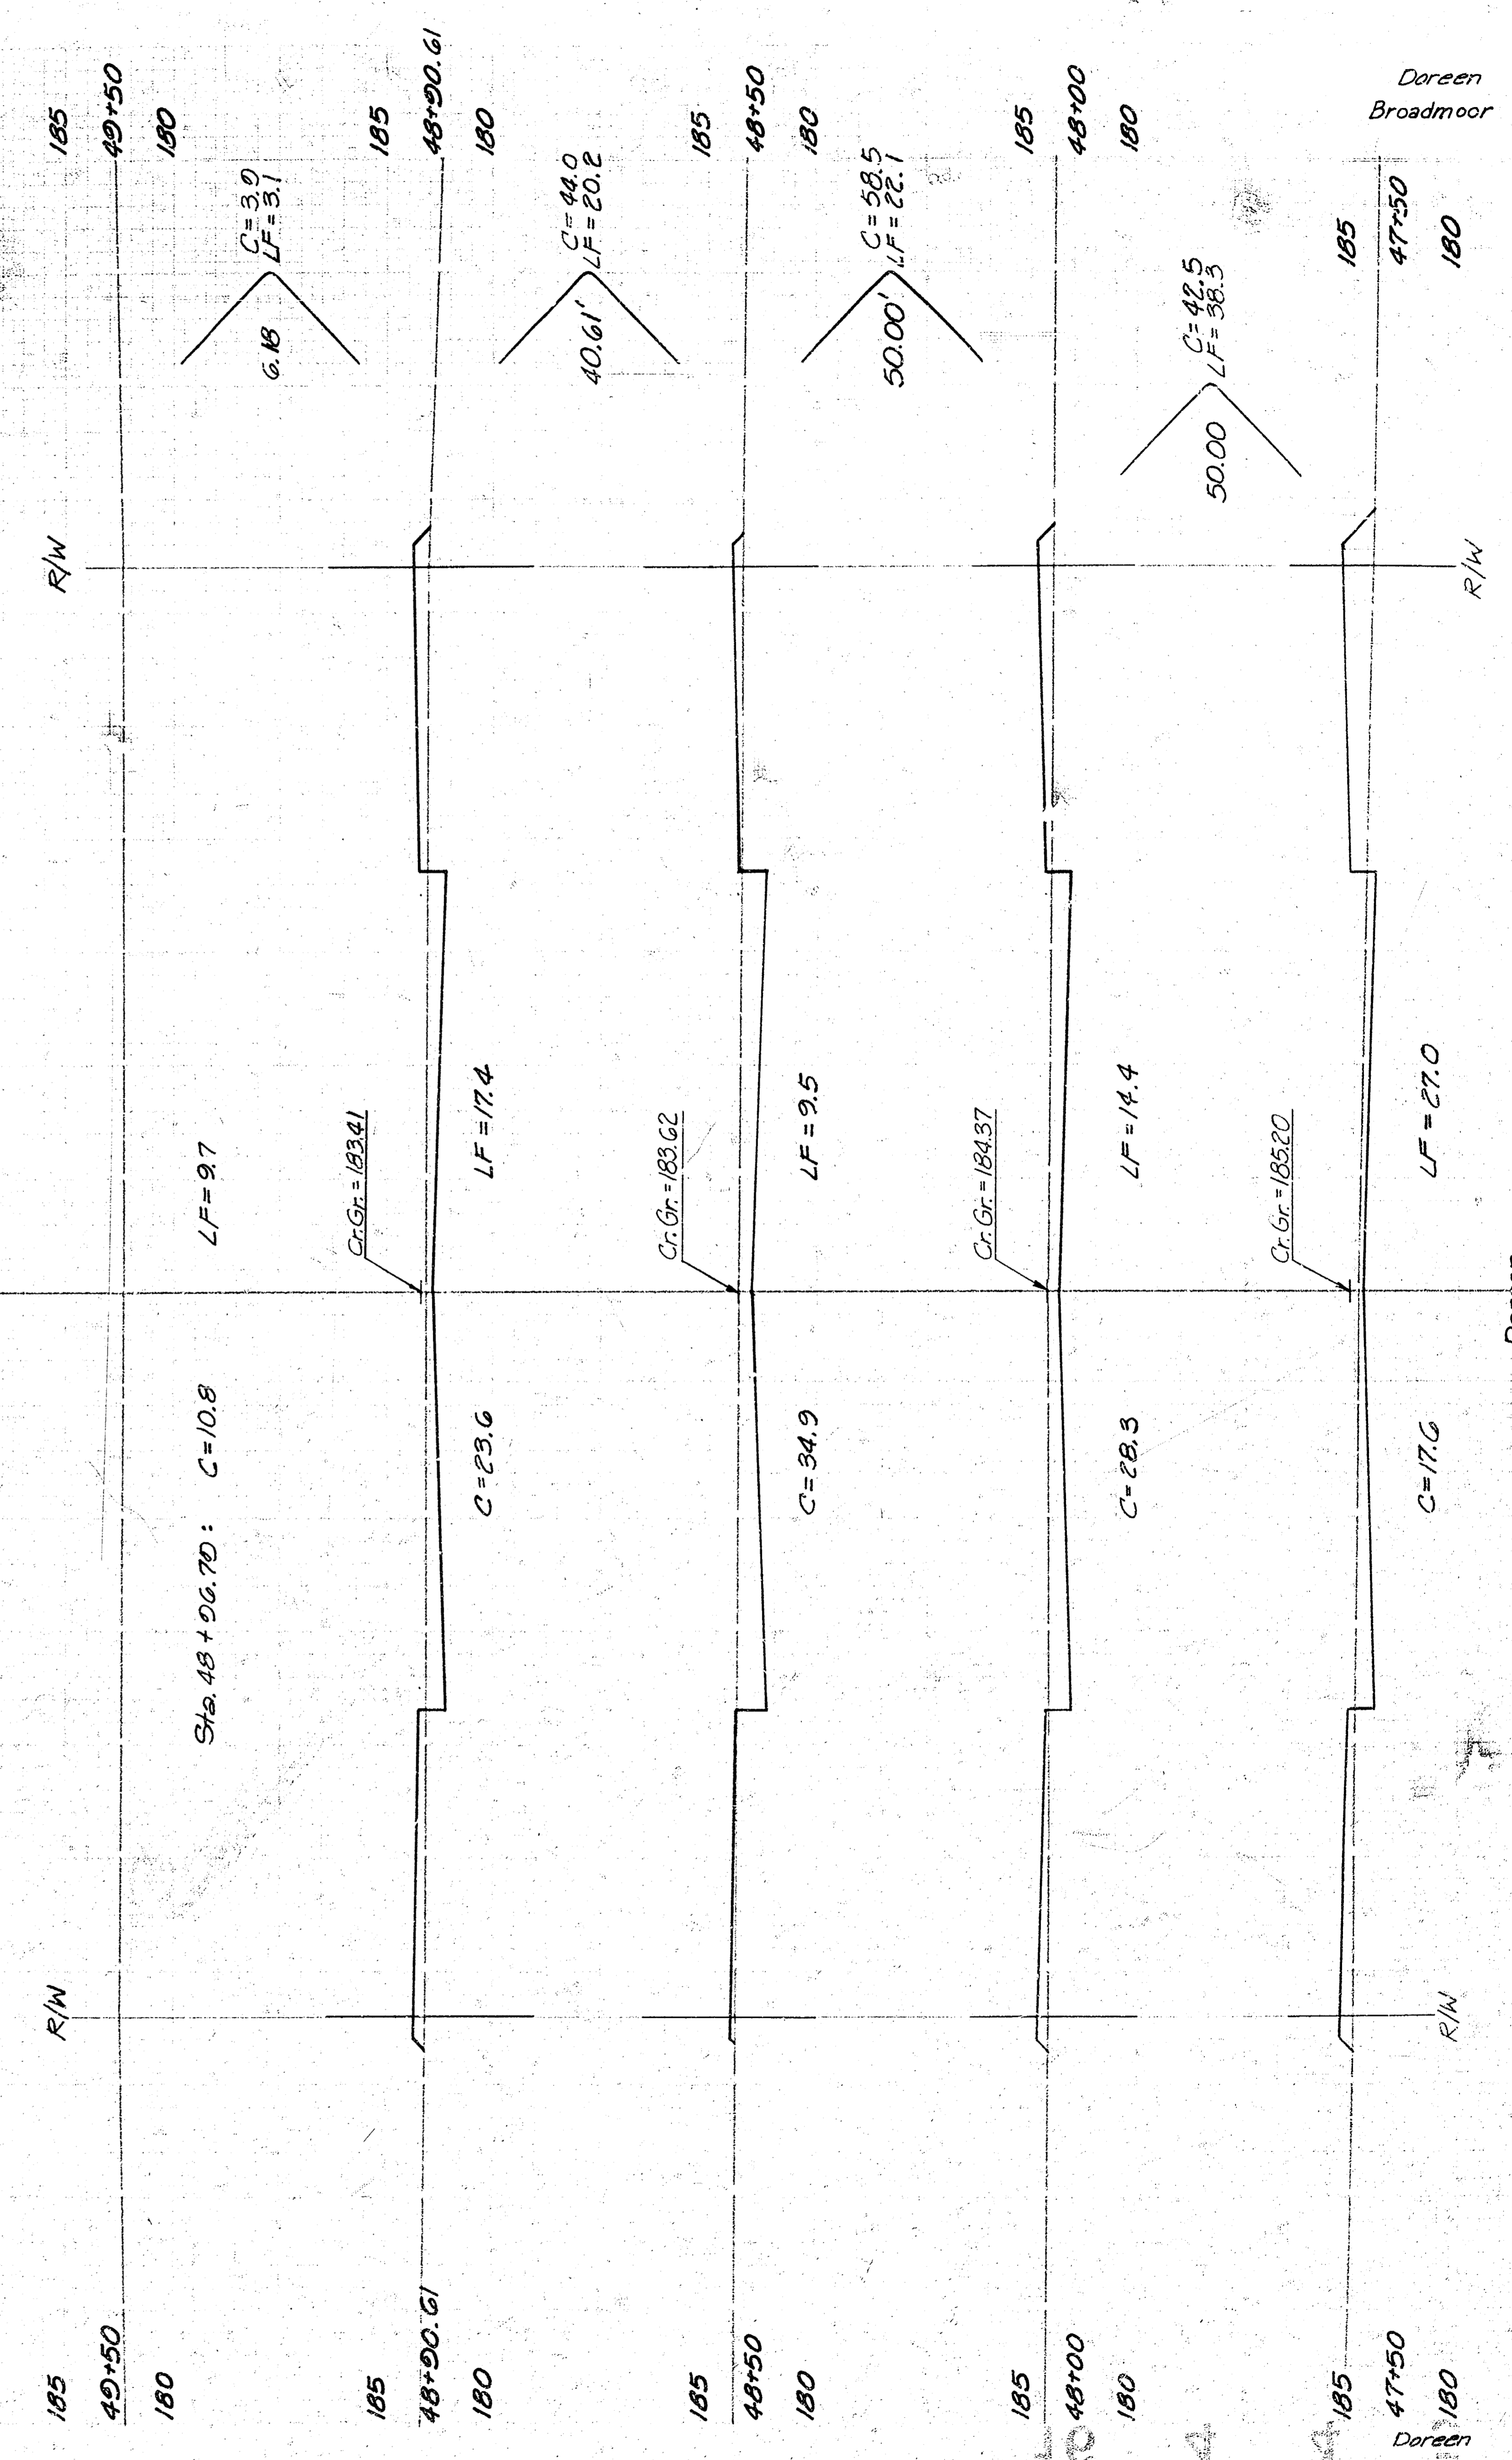 Doreen
Broadmoor
185
49+50
180
185
48+90.61
180
185
48+50
180
185
48+00
180
185
47+50
180
C=3.9
LF=3.1
6.18
C=44.0
LF=20.2
40.61'
C=58.5
LF=22.1
50.00'
C=42.5
LF=38.3
50.00
R/W
R/W
Sta. 48+96.79: C=10.8 LF=9.7
Cr.Gr.=183.41
C=23.6 LF=17.4
Cr.Gr.=183.62
C=34.9 LF=9.5
Cr.Gr.=184.37
C=28.3 LF=14.4
Cr.Gr.=185.20
C=17.6 LF=27.0
R/W
R/W
185
49+50
180
185
48+90.61
180
185
48+50
180
185
48+00
180
185
47+50
180
Doreen